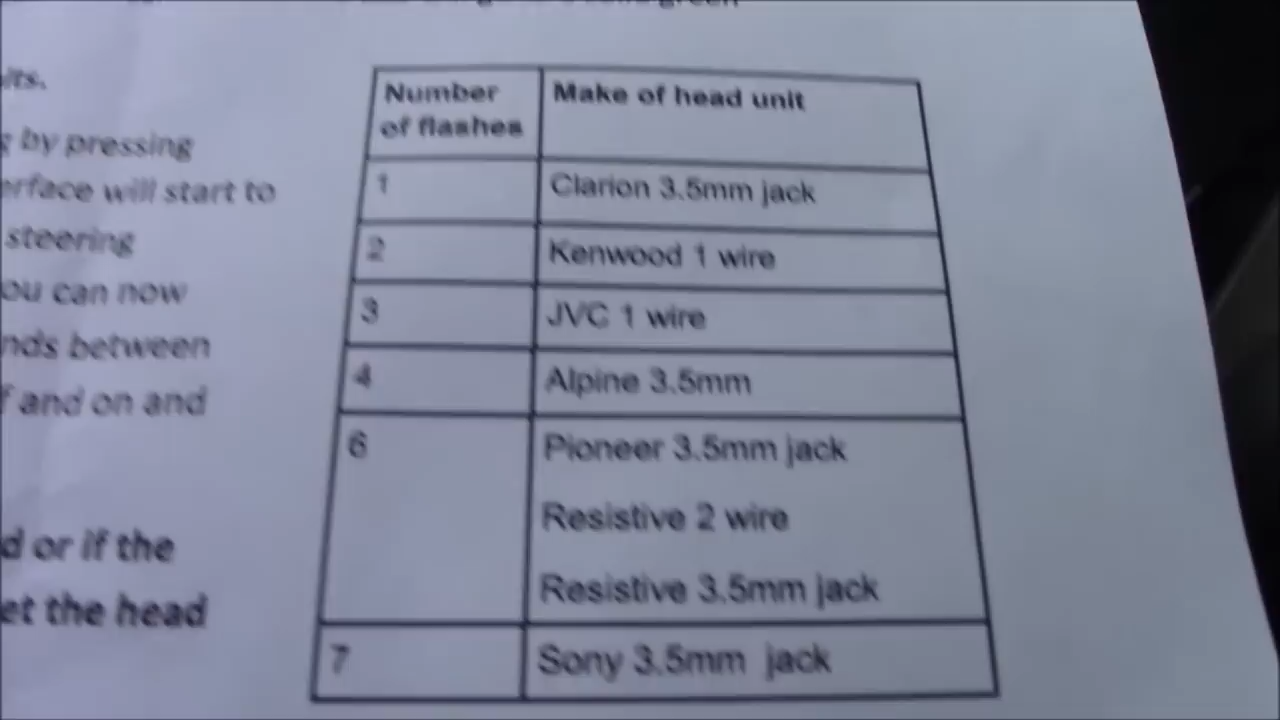 green
its.
by pressing
erface will start to
steering
ou can now
nds between
f and on and
d or if the
et the head
Number of flashes Make of head unit
1 Clarion 3.5mm jack
2 Kenwood 1 wire
3 JVC 1 wire
4 Alpine 3.5mm
6 Pioneer 3.5mm jack
Resistive 2 wire
Resistive 3.5mm jack
7 Sony 3.5mm jack